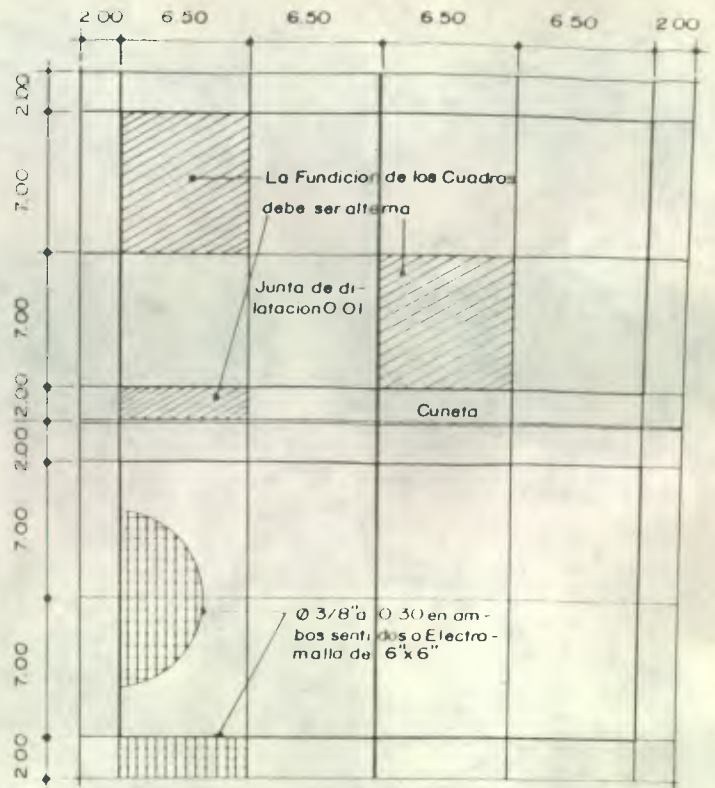 2.00 6.50 6.50 6.50 6.50 2.00
2.00
7.00
7.00
2.00
2.00
7.00
7.00
2.00
La Fundicion de los Cuadros
debe ser alterna
Junta de di-
latacion 0.01
Cuneta
Ø 3/8" a 0.30 en am-
bos sentidos o Electro-
malla de 6"x6"